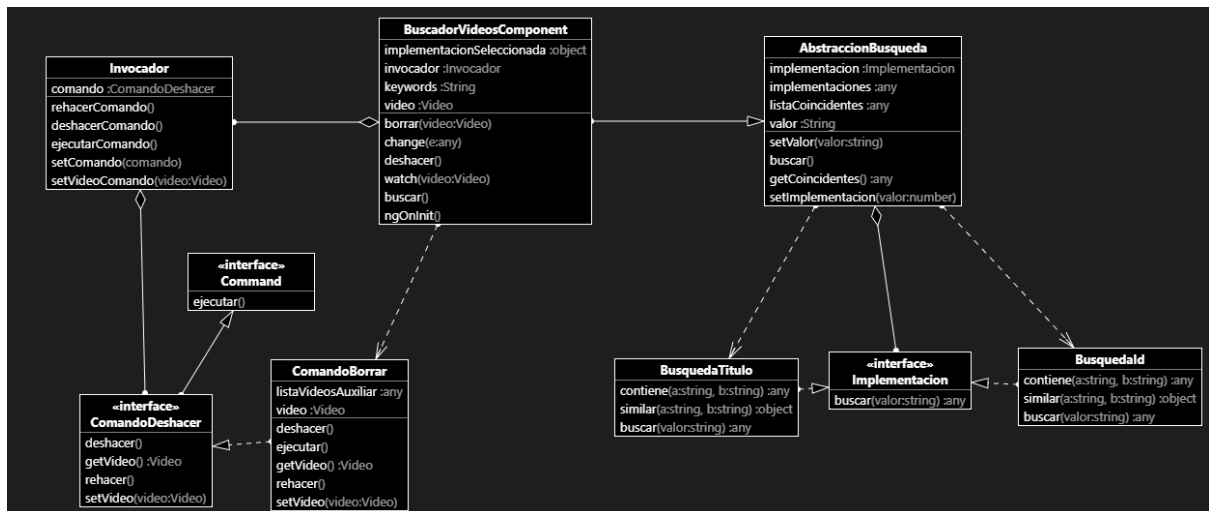 BuscadorVideosComponent
implementacionSeleccionada :object
invocador :Invocador
keywords :String
video :Video
borrar(video:Video)
change(e:any)
deshacer()
watch(video:Video)
buscar()
ngOnInit()
Invocador
comando :ComandoDeshacer
rehacerComando()
deshacerComando()
ejecutarComando()
setComando(comando)
setVideoComando(video:Video)
AbstraccionBusqueda
implementacion :Implementacion
implementaciones :any
listaCoincidentes :any
valor :String
setValor(valor:string)
buscar()
getCoincidentes() :any
setImplementacion(valor:number)
«interface»
Command
ejecutar()
ComandoBorrar
listaVideosAuxiliar :any
video :Video
deshacer()
ejecutar()
getVideo() :Video
rehacer()
setVideo(video:Video)
«interface»
ComandoDeshacer
deshacer()
getVideo() :Video
rehacer()
setVideo(video:Video)
BusquedaTitulo
contiene(a:string, b:string) :any
similar(a:string, b:string) :object
buscar(valor:string) :any
«interface»
Implementacion
buscar(valor:string) :any
BusquedaId
contiene(a:string, b:string) :any
similar(a:string, b:string) :object
buscar(valor:string) :any